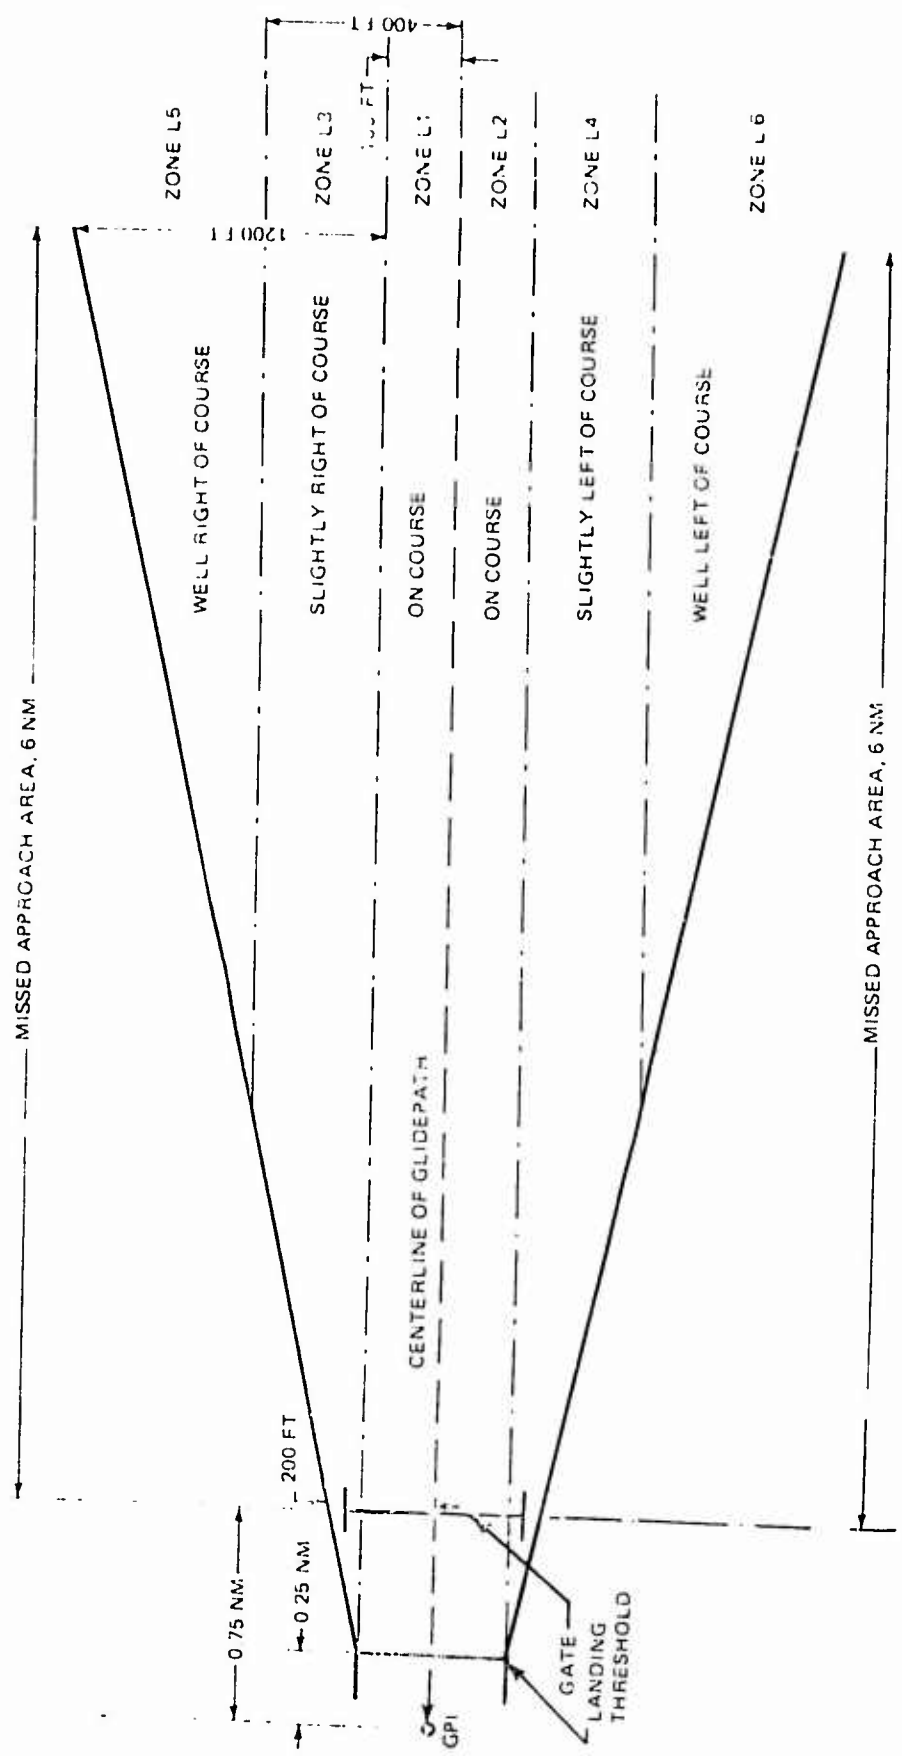 MISSED APPROACH AREA, 6 NM
400 FT
1200 FT
FT
ZONE L5
ZONE L3
ZONE L1
ZONE L2
ZONE L4
ZONE L6
WELL RIGHT OF COURSE
SLIGHTLY RIGHT OF COURSE
ON COURSE
ON COURSE
SLIGHTLY LEFT OF COURSE
WELL LEFT OF COURSE
CENTERLINE OF GLIDEPATH
200 FT
0.75 NM
0.25 NM
GPI
GATE
LANDING
THRESHOLD
MISSED APPROACH AREA, 6 NM